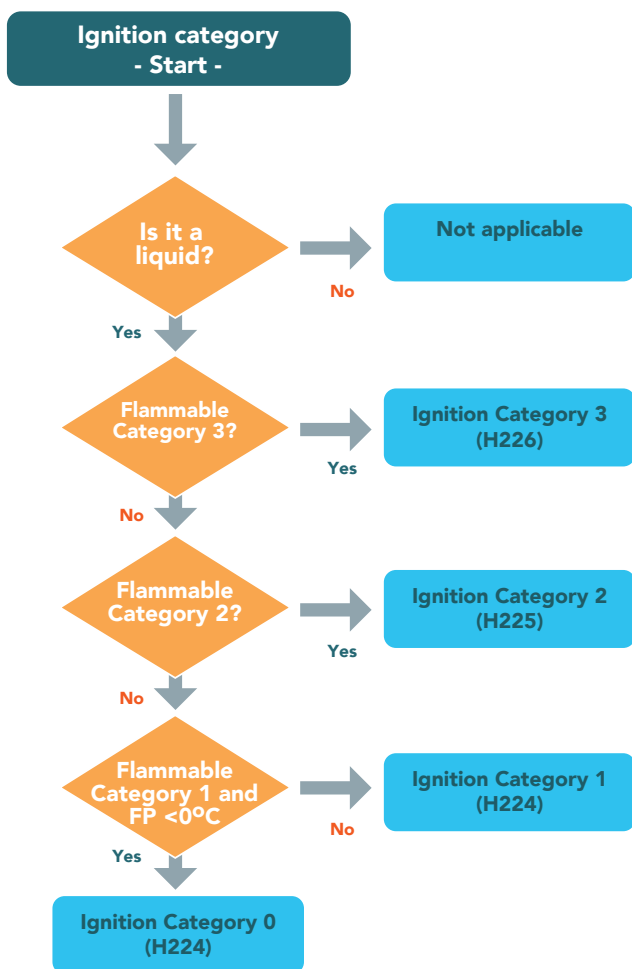 Ignition category
- Start -
Is it a
liquid?
Not applicable
No
Yes
Flammable
Category 3?
Ignition Category 3
(H226)
Yes
No
Flammable
Category 2?
Ignition Category 2
(H225)
Yes
No
Flammable
Category 1 and
FP <0°C
Ignition Category 1
(H224)
No
Yes
Ignition Category 0
(H224)